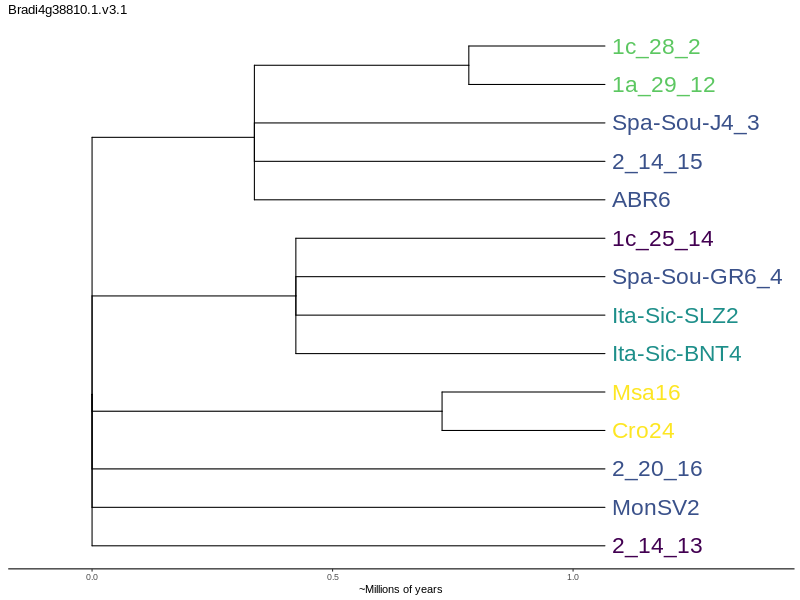 Bradi4g38810.1.v3.1
1c_28_2
1a_29_12
Spa-Sou-J4_3
2_14_15
ABR6
1c_25_14
Spa-Sou-GR6_4
Ita-Sic-SLZ2
Ita-Sic-BNT4
Msa16
Cro24
2_20_16
MonSV2
2_14_13
0.0 0.5 1.0
~Millions of years